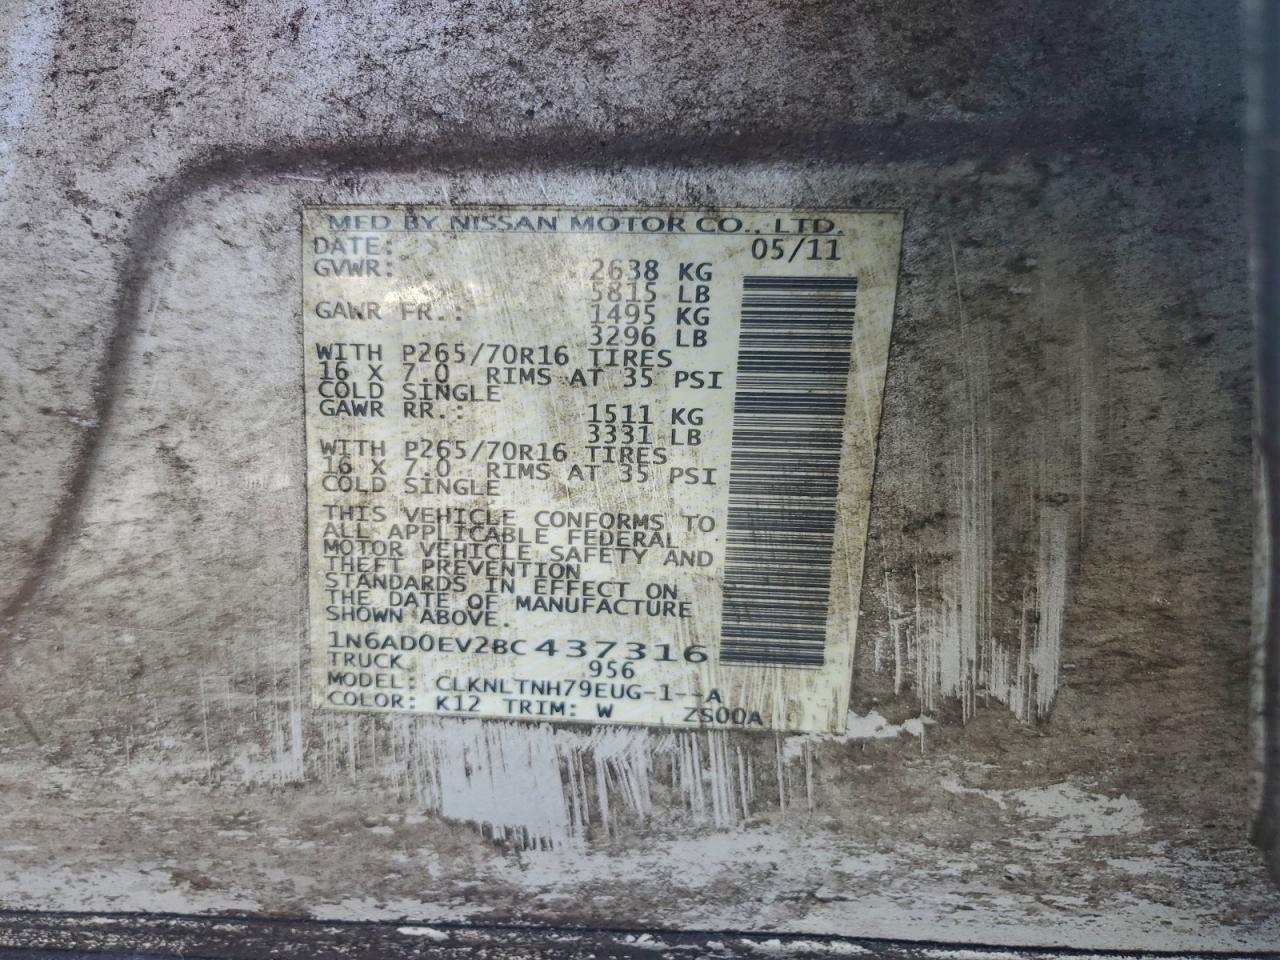 MFD BY NISSAN MOTOR CO., LTD.
DATE: 05/11
GVWR: 2638 KG
5815 LB
GAWR FR.: 1495 KG
3296 LB
WITH P265/70R16 TIRES
16 X 7.0 RIMS AT 35 PSI
COLD SINGLE
GAWR RR.: 1511 KG
3331 LB
WITH P265/70R16 TIRES
16 X 7.0 RIMS AT 35 PSI
COLD SINGLE
THIS VEHICLE CONFORMS TO
ALL APPLICABLE FEDERAL
MOTOR VEHICLE SAFETY AND
THEFT PREVENTION
STANDARDS IN EFFECT ON
THE DATE OF MANUFACTURE
SHOWN ABOVE.
1N6AD0EV2BC437316
TRUCK 956
MODEL: CLKNLTNH79EUG-1--A
COLOR: K12 TRIM: W ZS00A